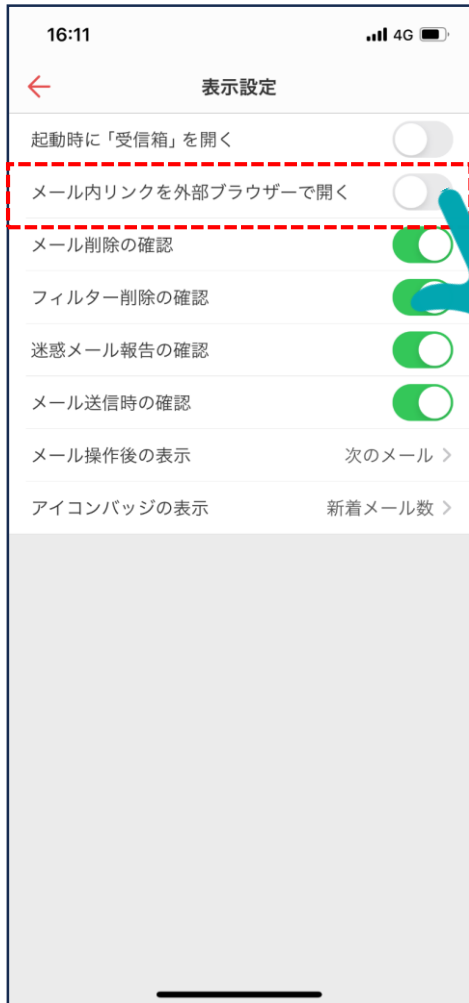 16:11 4G
表示設定
起動時に「受信箱」を開く
メール内リンクを外部ブラウザーで開く
メール削除の確認
フィルター削除の確認
迷惑メール報告の確認
メール送信時の確認
メール操作後の表示 次のメール
アイコンバッジの表示 新着メール数